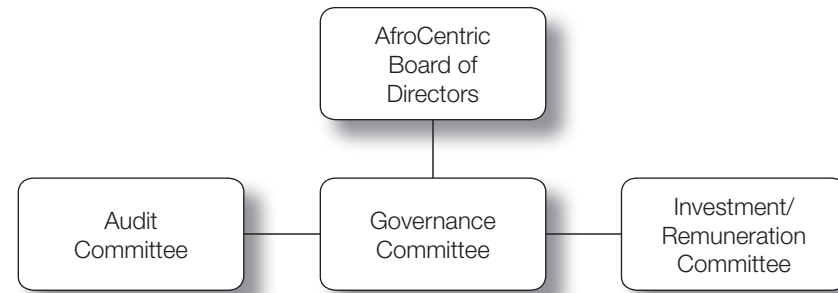 AfroCentric
Board of
Directors
Audit
Committee
Governance
Committee
Investment/
Remuneration
Committee